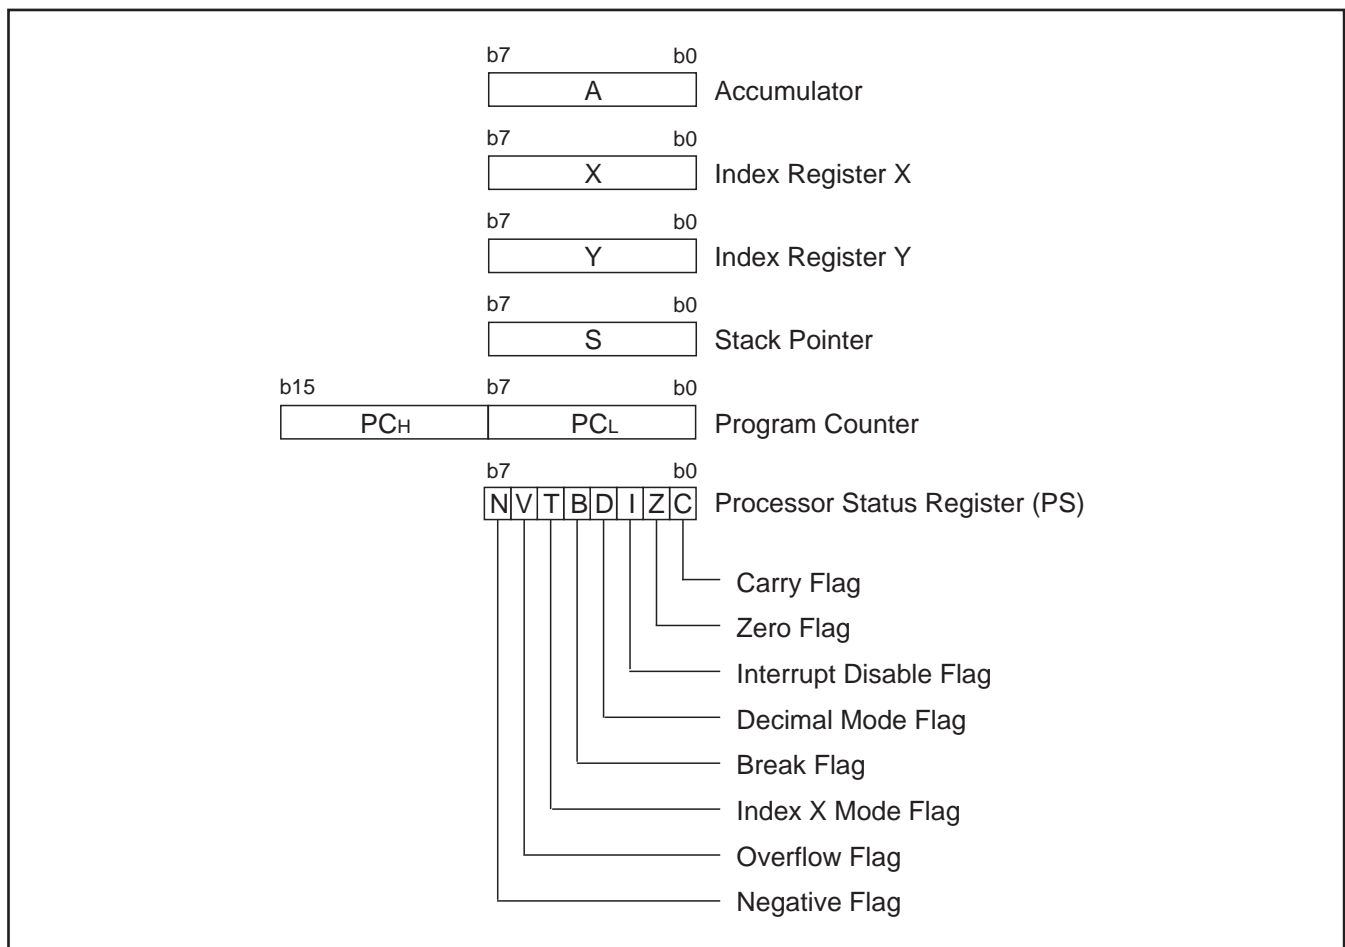 b7 b0
A Accumulator
b7 b0
X Index Register X
b7 b0
Y Index Register Y
b7 b0
S Stack Pointer
b15 b7 b0
PCH PCL Program Counter
b7 b0
N V T B D I Z C Processor Status Register (PS)
Carry Flag
Zero Flag
Interrupt Disable Flag
Decimal Mode Flag
Break Flag
Index X Mode Flag
Overflow Flag
Negative Flag